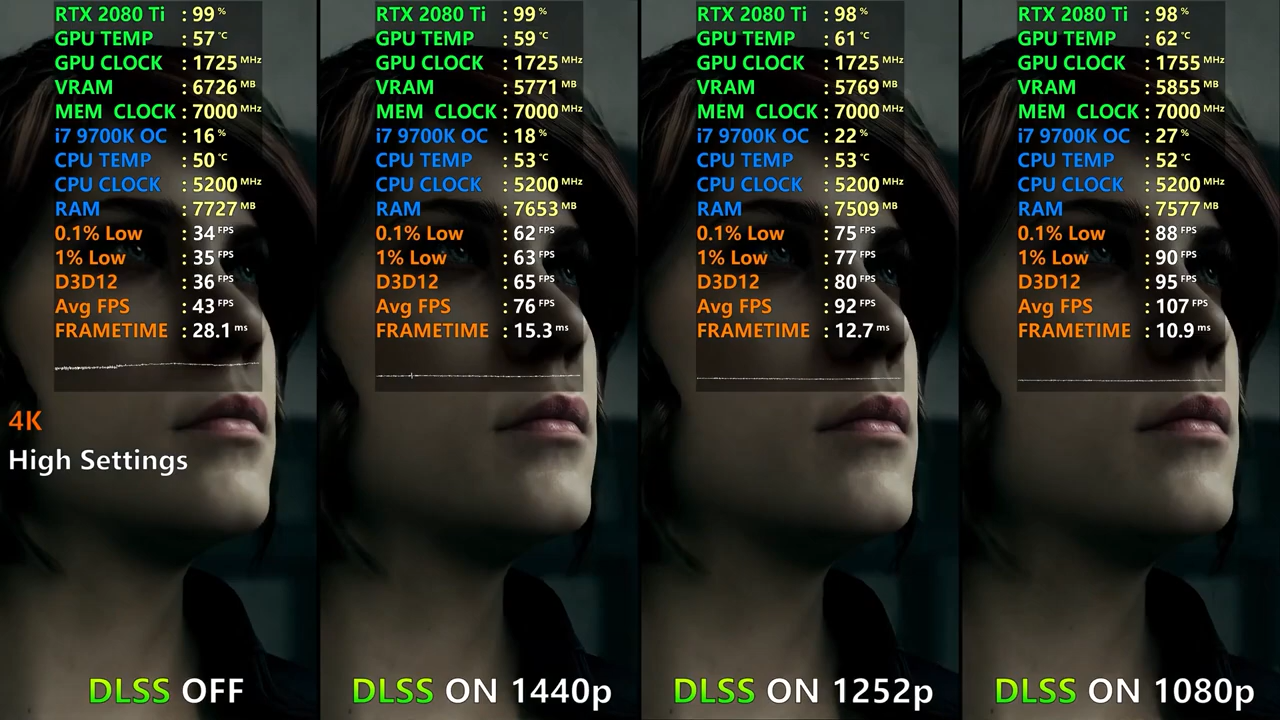 RTX 2080 Ti : 99 %
GPU TEMP : 57 °C
GPU CLOCK : 1725 MHz
VRAM : 6726 MB
MEM CLOCK : 7000 MHz
i7 9700K OC : 16 %
CPU TEMP : 50 °C
CPU CLOCK : 5200 MHz
RAM : 7727 MB
0.1% Low : 34 FPS
1% Low : 35 FPS
D3D12 : 36 FPS
Avg FPS : 43 FPS
FRAMETIME : 28.1 ms
4K
High Settings
DLSS OFF
RTX 2080 Ti : 99 %
GPU TEMP : 59 °C
GPU CLOCK : 1725 MHz
VRAM : 5771 MB
MEM CLOCK : 7000 MHz
i7 9700K OC : 18 %
CPU TEMP : 53 °C
CPU CLOCK : 5200 MHz
RAM : 7653 MB
0.1% Low : 62 FPS
1% Low : 63 FPS
D3D12 : 65 FPS
Avg FPS : 76 FPS
FRAMETIME : 15.3 ms
DLSS ON 1440p
RTX 2080 Ti : 98 %
GPU TEMP : 61 °C
GPU CLOCK : 1725 MHz
VRAM : 5769 MB
MEM CLOCK : 7000 MHz
i7 9700K OC : 22 %
CPU TEMP : 53 °C
CPU CLOCK : 5200 MHz
RAM : 7509 MB
0.1% Low : 75 FPS
1% Low : 77 FPS
D3D12 : 80 FPS
Avg FPS : 92 FPS
FRAMETIME : 12.7 ms
DLSS ON 1252p
RTX 2080 Ti : 98 %
GPU TEMP : 62 °C
GPU CLOCK : 1755 MHz
VRAM : 5855 MB
MEM CLOCK : 7000 MHz
i7 9700K OC : 27 %
CPU TEMP : 52 °C
CPU CLOCK : 5200 MHz
RAM : 7577 MB
0.1% Low : 88 FPS
1% Low : 90 FPS
D3D12 : 95 FPS
Avg FPS : 107 FPS
FRAMETIME : 10.9 ms
DLSS ON 1080p